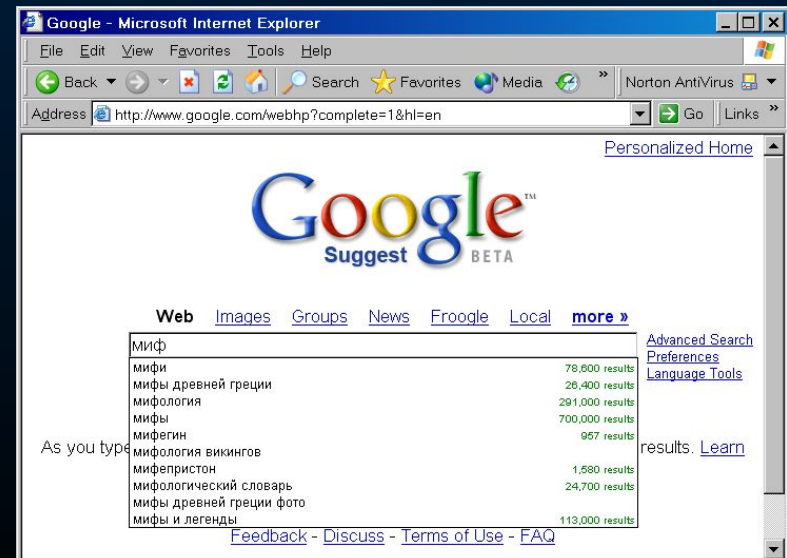 Google - Microsoft Internet Explorer
File Edit View Favorites Tools Help
Back Search Favorites Media » Norton AntiVirus
Address http://www.google.com/webhp?complete=1&hl=en Go Links »
Personalized Home
Google™
Suggest BETA
Web Images Groups News Froogle Local more »
миф
Advanced Search
Preferences
Language Tools
мифи 78,600 results
мифы древней греции 26,400 results
мифология 291,000 results
мифы 700,000 results
мифегин 957 results
As you type results. Learn
мифология викингов
мифепристон 1,580 results
мифологический словарь 24,700 results
мифы древней греции фото
мифы и легенды 113,000 results
Feedback - Discuss - Terms of Use - FAQ